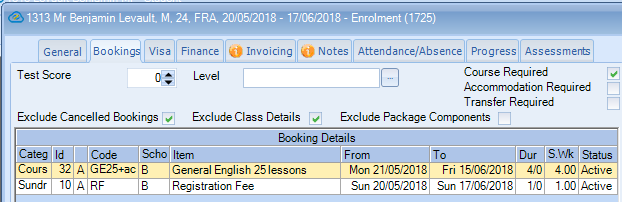 1313 Mr Benjamin Levault, M, 24, FRA, 20/05/2018 - 17/06/2018 - Enrolment (1725)
General Bookings Visa Finance Invoicing Notes Attendance/Absence Progress Assessments
Test Score 0 Level ... Course Required
Accommodation Required
Transfer Required
Exclude Cancelled Bookings Exclude Class Details Exclude Package Components
Booking Details
Categ Id Code Scho Item From To Dur S.Wk Status
Cours 32 A GE25+ac B General English 25 lessons Mon 21/05/2018 Fri 15/06/2018 4/0 4.00 Active
Sundr 10 A RF B Registration Fee Sun 20/05/2018 Sun 17/06/2018 1/0 1.00 Active